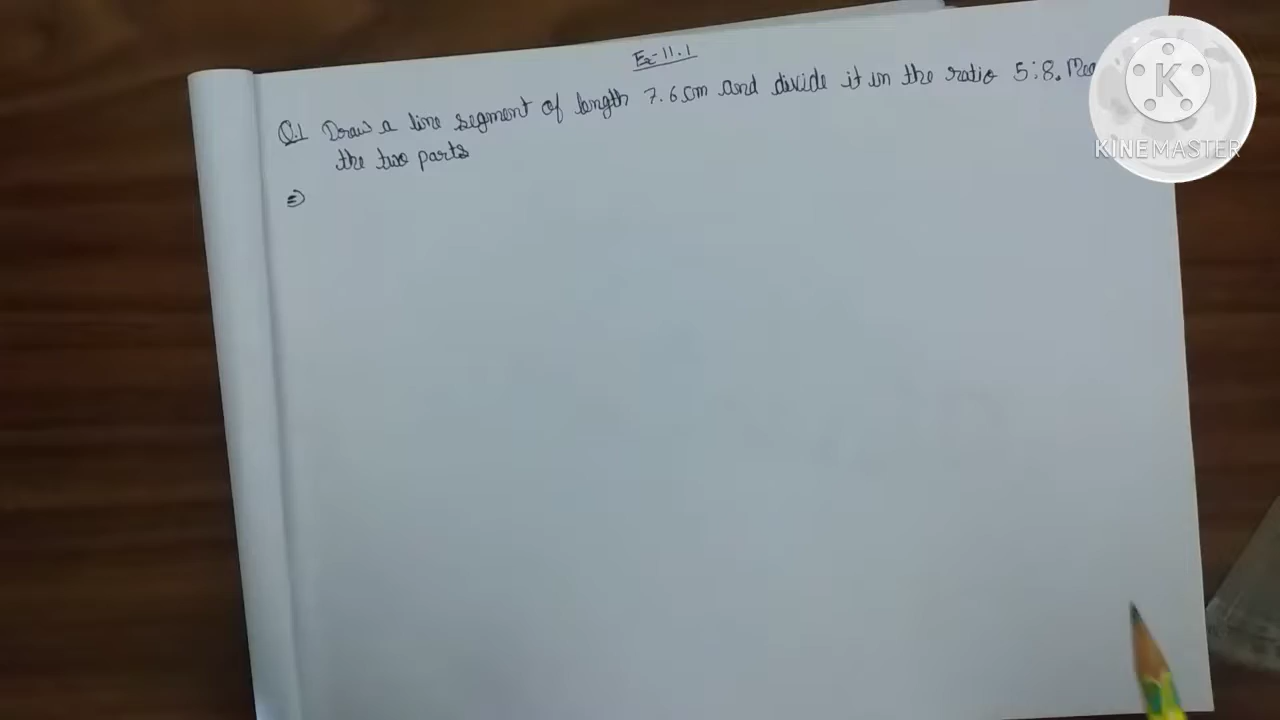 Ex-11.1
Q.1 Draw a line segment of length 7.6 cm and divide it in the ratio 5:8. Mea
the two parts
⇒
K
KINEMASTER